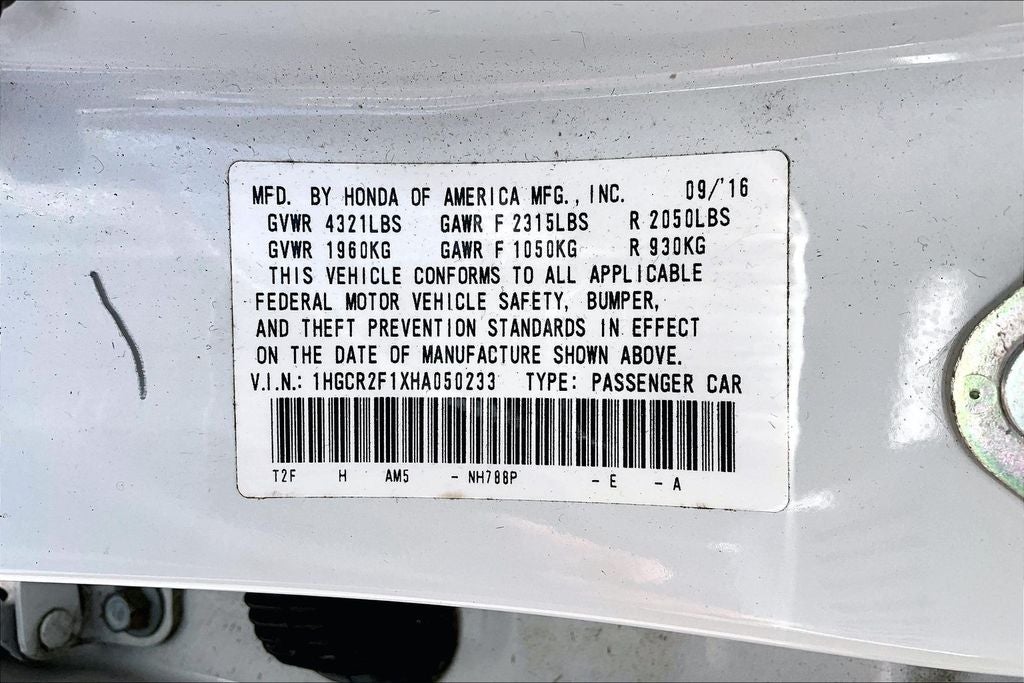 MFD. BY HONDA OF AMERICA MFG., INC. 09/'16
GVWR 4321LBS GAWR F 2315LBS R 2050LBS
GVWR 1960KG GAWR F 1050KG R 930KG
THIS VEHICLE CONFORMS TO ALL APPLICABLE
FEDERAL MOTOR VEHICLE SAFETY, BUMPER,
AND THEFT PREVENTION STANDARDS IN EFFECT
ON THE DATE OF MANUFACTURE SHOWN ABOVE.
V.I.N.: 1HGCR2F1XHA050233 TYPE: PASSENGER CAR
T2F H AM5 - NH788P - E - A